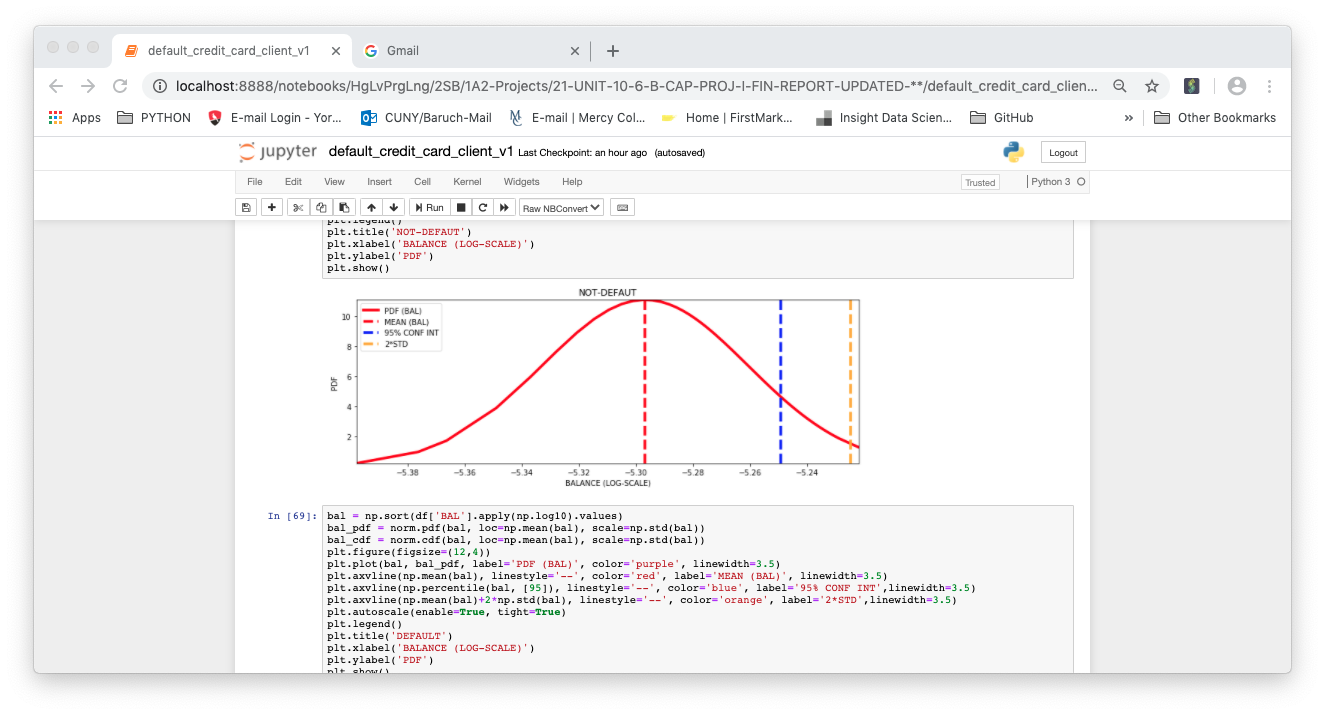 default_credit_card_client_v1
Gmail
localhost:8888/notebooks/HgLvPrgLng/2SB/1A2-Projects/21-UNIT-10-6-B-CAP-PROJ-I-FIN-REPORT-UPDATED-**/default_credit_card_clien...
Apps PYTHON E-mail Login - Yor... CUNY/Baruch-Mail E-mail | Mercy Col... Home | FirstMark... Insight Data Scien... GitHub » Other Bookmarks
jupyter default_credit_card_client_v1 Last Checkpoint: an hour ago (autosaved) Logout
File Edit View Insert Cell Kernel Widgets Help Trusted Python 3
Run Raw NBConvert
plt.legend()
plt.title('NOT-DEFAUT')
plt.xlabel('BALANCE (LOG-SCALE)')
plt.ylabel('PDF')
plt.show()
NOT-DEFAUT
PDF (BAL)
MEAN (BAL)
95% CONF INT
2*STD
10
8
6
4
2
PDF
−5.38 −5.36 −5.34 −5.32 −5.30 −5.28 −5.26 −5.24
BALANCE (LOG-SCALE)
In [69]:
bal = np.sort(df['BAL'].apply(np.log10).values)
bal_pdf = norm.pdf(bal, loc=np.mean(bal), scale=np.std(bal))
bal_cdf = norm.cdf(bal, loc=np.mean(bal), scale=np.std(bal))
plt.figure(figsize=(12,4))
plt.plot(bal, bal_pdf, label='PDF (BAL)', color='purple', linewidth=3.5)
plt.axvline(np.mean(bal), linestyle='--', color='red', label='MEAN (BAL)', linewidth=3.5)
plt.axvline(np.percentile(bal, [95]), linestyle='--', color='blue', label='95% CONF INT',linewidth=3.5)
plt.axvline(np.mean(bal)+2*np.std(bal), linestyle='--', color='orange', label='2*STD',linewidth=3.5)
plt.autoscale(enable=True, tight=True)
plt.legend()
plt.title('DEFAULT')
plt.xlabel('BALANCE (LOG-SCALE)')
plt.ylabel('PDF')
plt.show()